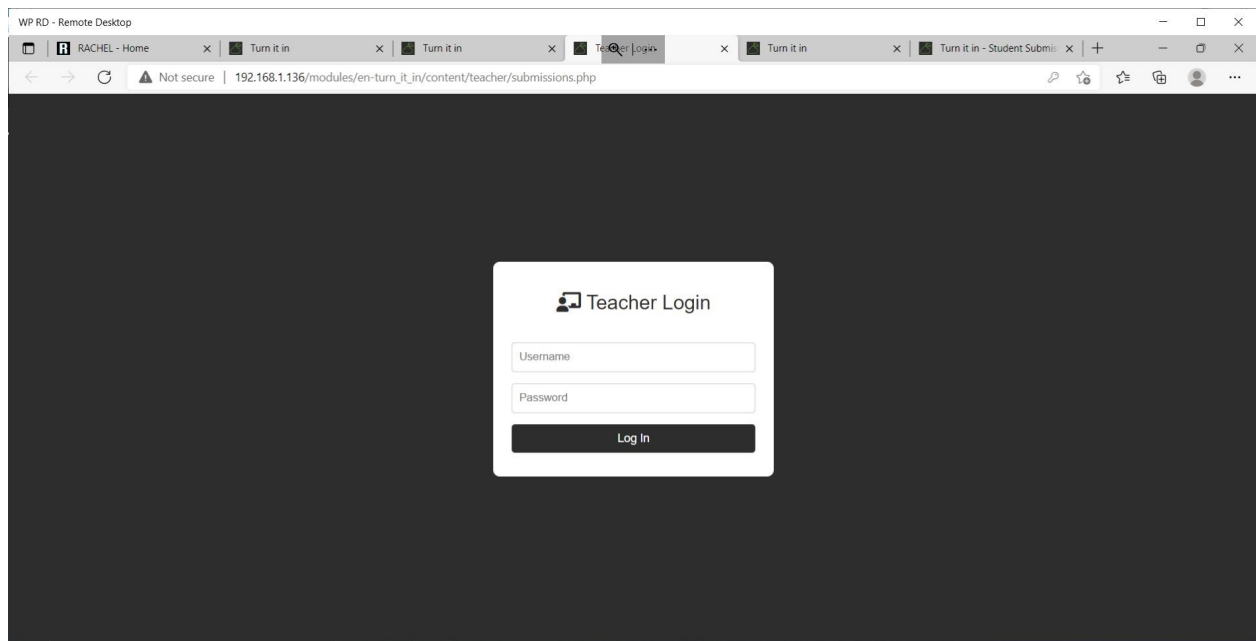 WP RD - Remote Desktop
RACHEL - Home
Turn it in
Turn it in
Teacher Login
Turn it in
Turn it in - Student Submis
Not secure | 192.168.1.136/modules/en-turn_it_in/content/teacher/submissions.php
Teacher Login
Username
Password
Log In